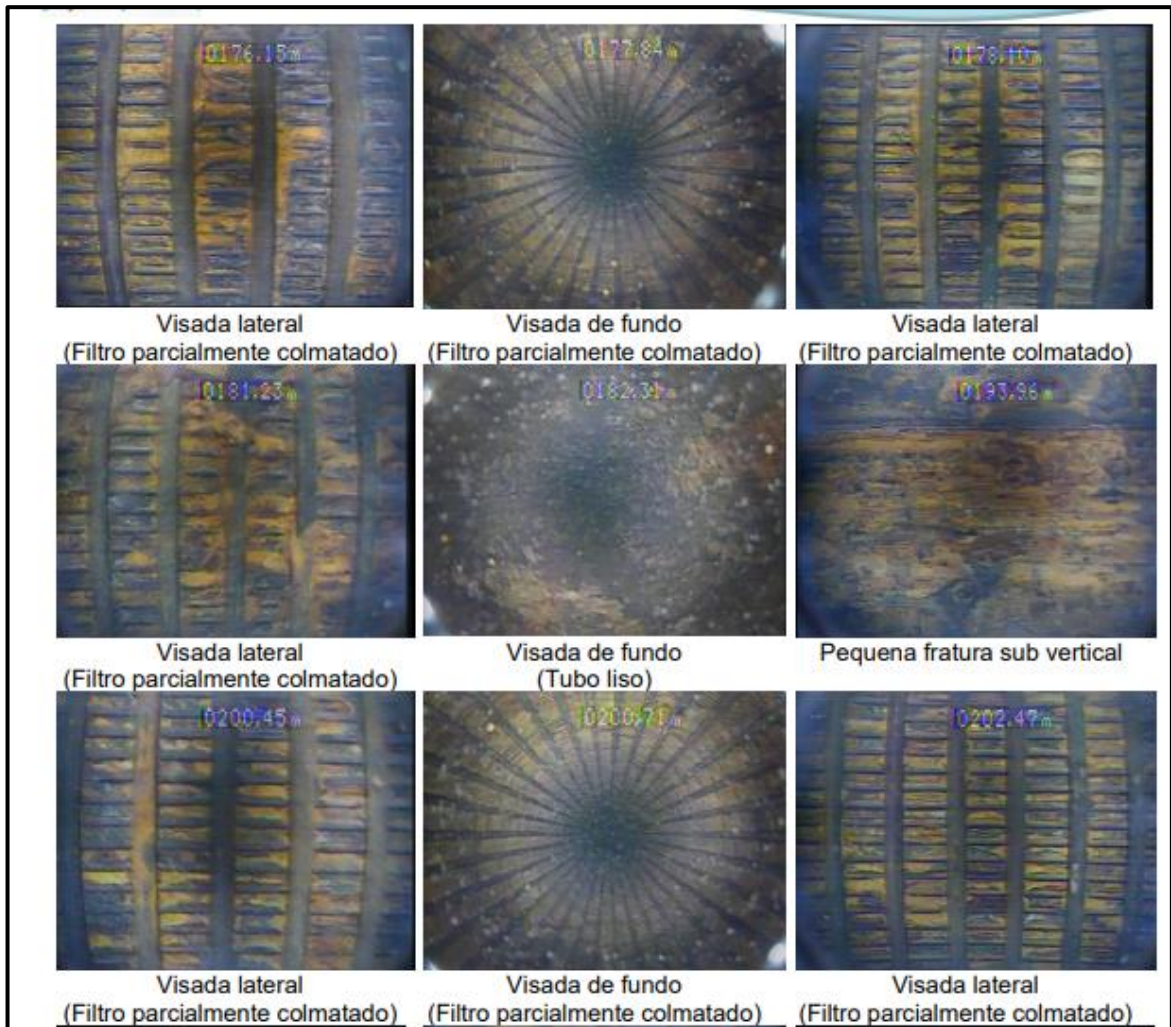 0176.15m
0177.84m
0178.10m
Visada lateral
(Filtro parcialmente colmatado)
Visada de fundo
(Filtro parcialmente colmatado)
Visada lateral
(Filtro parcialmente colmatado)
0181.23m
0182.31m
0193.96m
Visada lateral
(Filtro parcialmente colmatado)
Visada de fundo
(Tubo liso)
Pequena fratura sub vertical
0200.45m
0200.71m
0202.47m
Visada lateral
(Filtro parcialmente colmatado)
Visada de fundo
(Filtro parcialmente colmatado)
Visada lateral
(Filtro parcialmente colmatado)